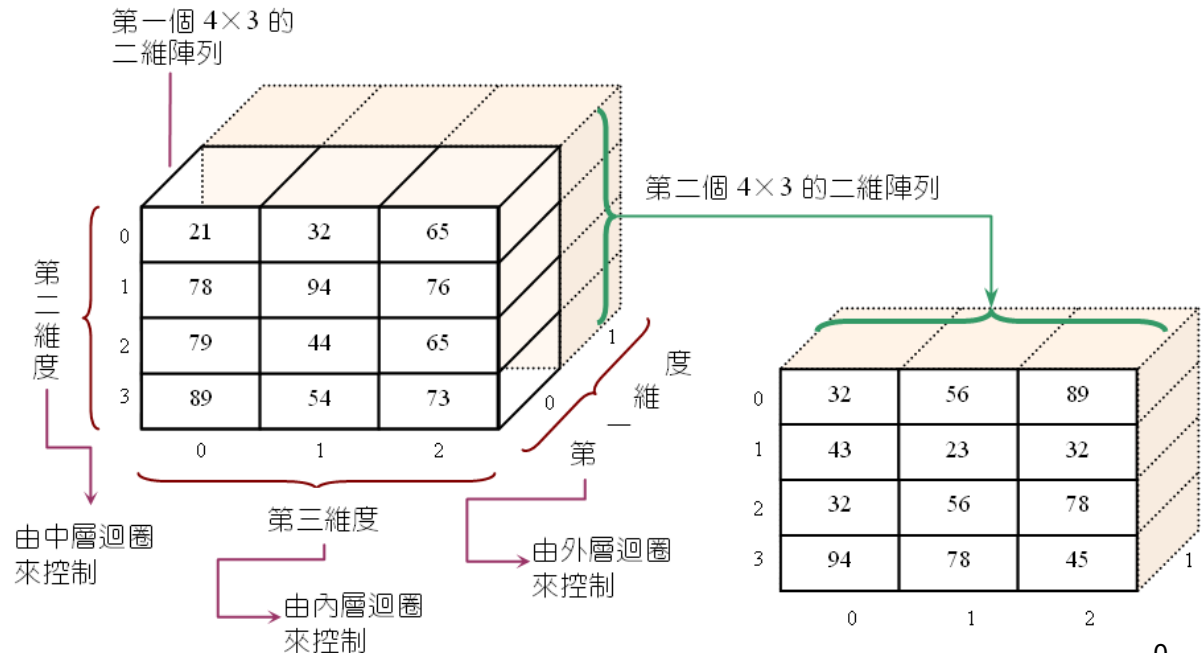 第一個 4×3 的
二維陣列
第二個 4×3 的二維陣列
第二維度
0 21 32 65
1 78 94 76
2 79 44 65
3 89 54 73
0 1 2
0
1
第一維度
第三維度
由中層迴圈
來控制
由內層迴圈
來控制
由外層迴圈
來控制
0 32 56 89
1 43 23 32
2 32 56 78
3 94 78 45
1
0 1 2